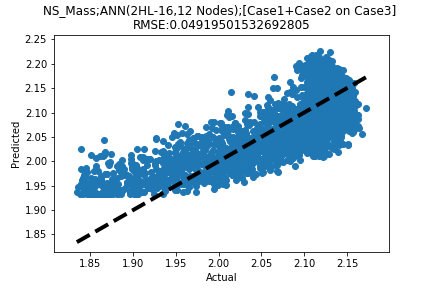 NS_Mass;ANN(2HL-16,12 Nodes);[Case1+Case2 on Case3]
RMSE:0.04919501532692805
2.25
2.20
2.15
2.10
2.05
2.00
1.95
1.90
1.85
Predicted
1.85 1.90 1.95 2.00 2.05 2.10 2.15
Actual